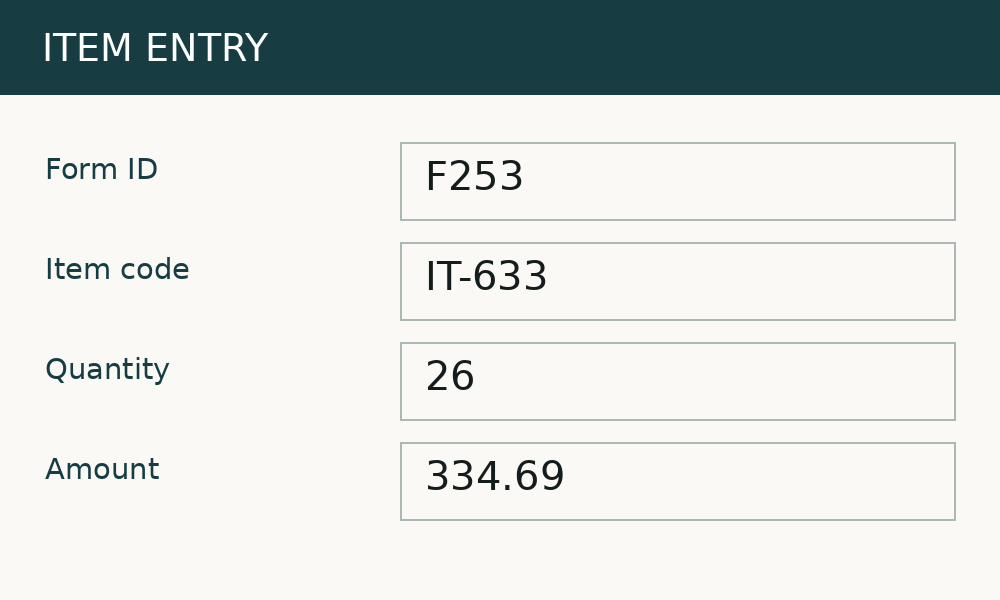 ITEM ENTRY
Form ID F253
Item code IT-633
Quantity 26
Amount 334.69